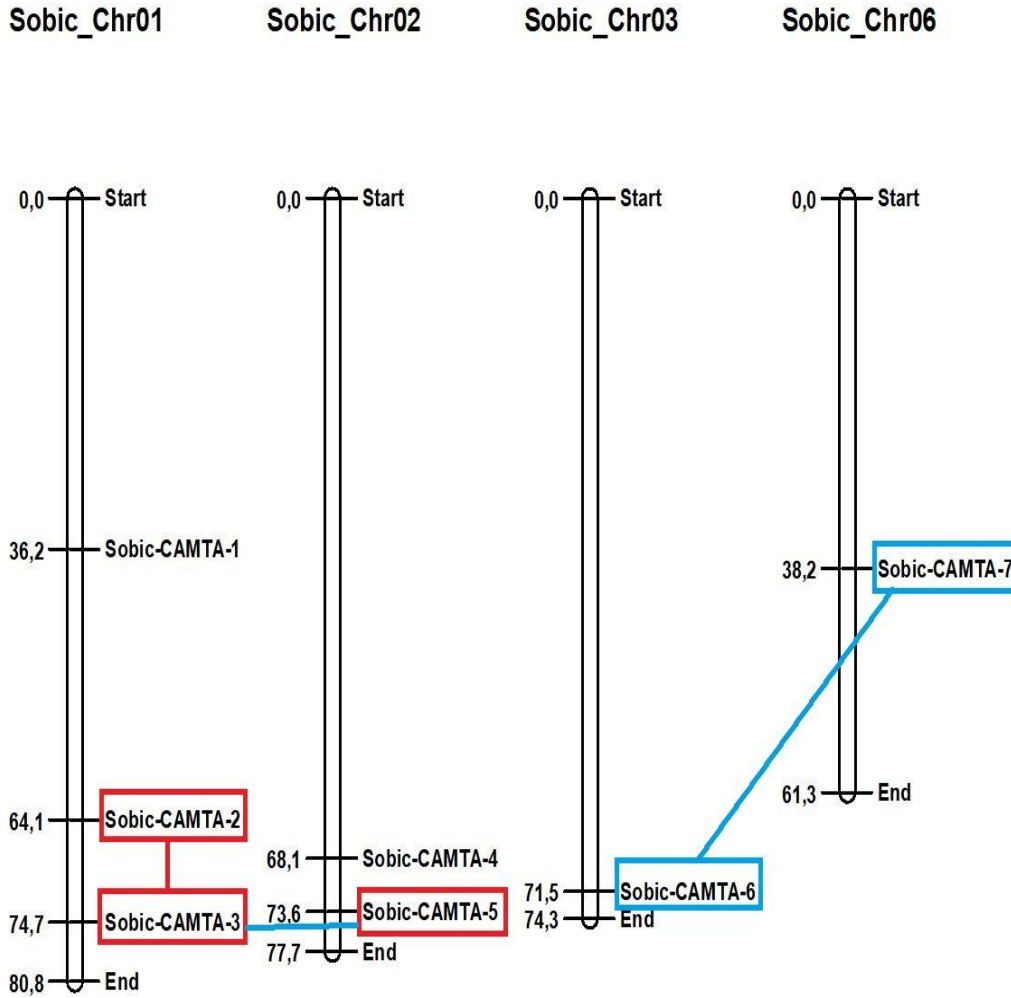 Sobic_Chr01 Sobic_Chr02 Sobic_Chr03 Sobic_Chr06
0,0 Start 0,0 Start 0,0 Start 0,0 Start
36,2 Sobic-CAMTA-1
38,2 Sobic-CAMTA-7
61,3 End
64,1 Sobic-CAMTA-2
68,1 Sobic-CAMTA-4
71,5 Sobic-CAMTA-6
73,6 Sobic-CAMTA-5
74,3 End
74,7 Sobic-CAMTA-3
77,7 End
80,8 End